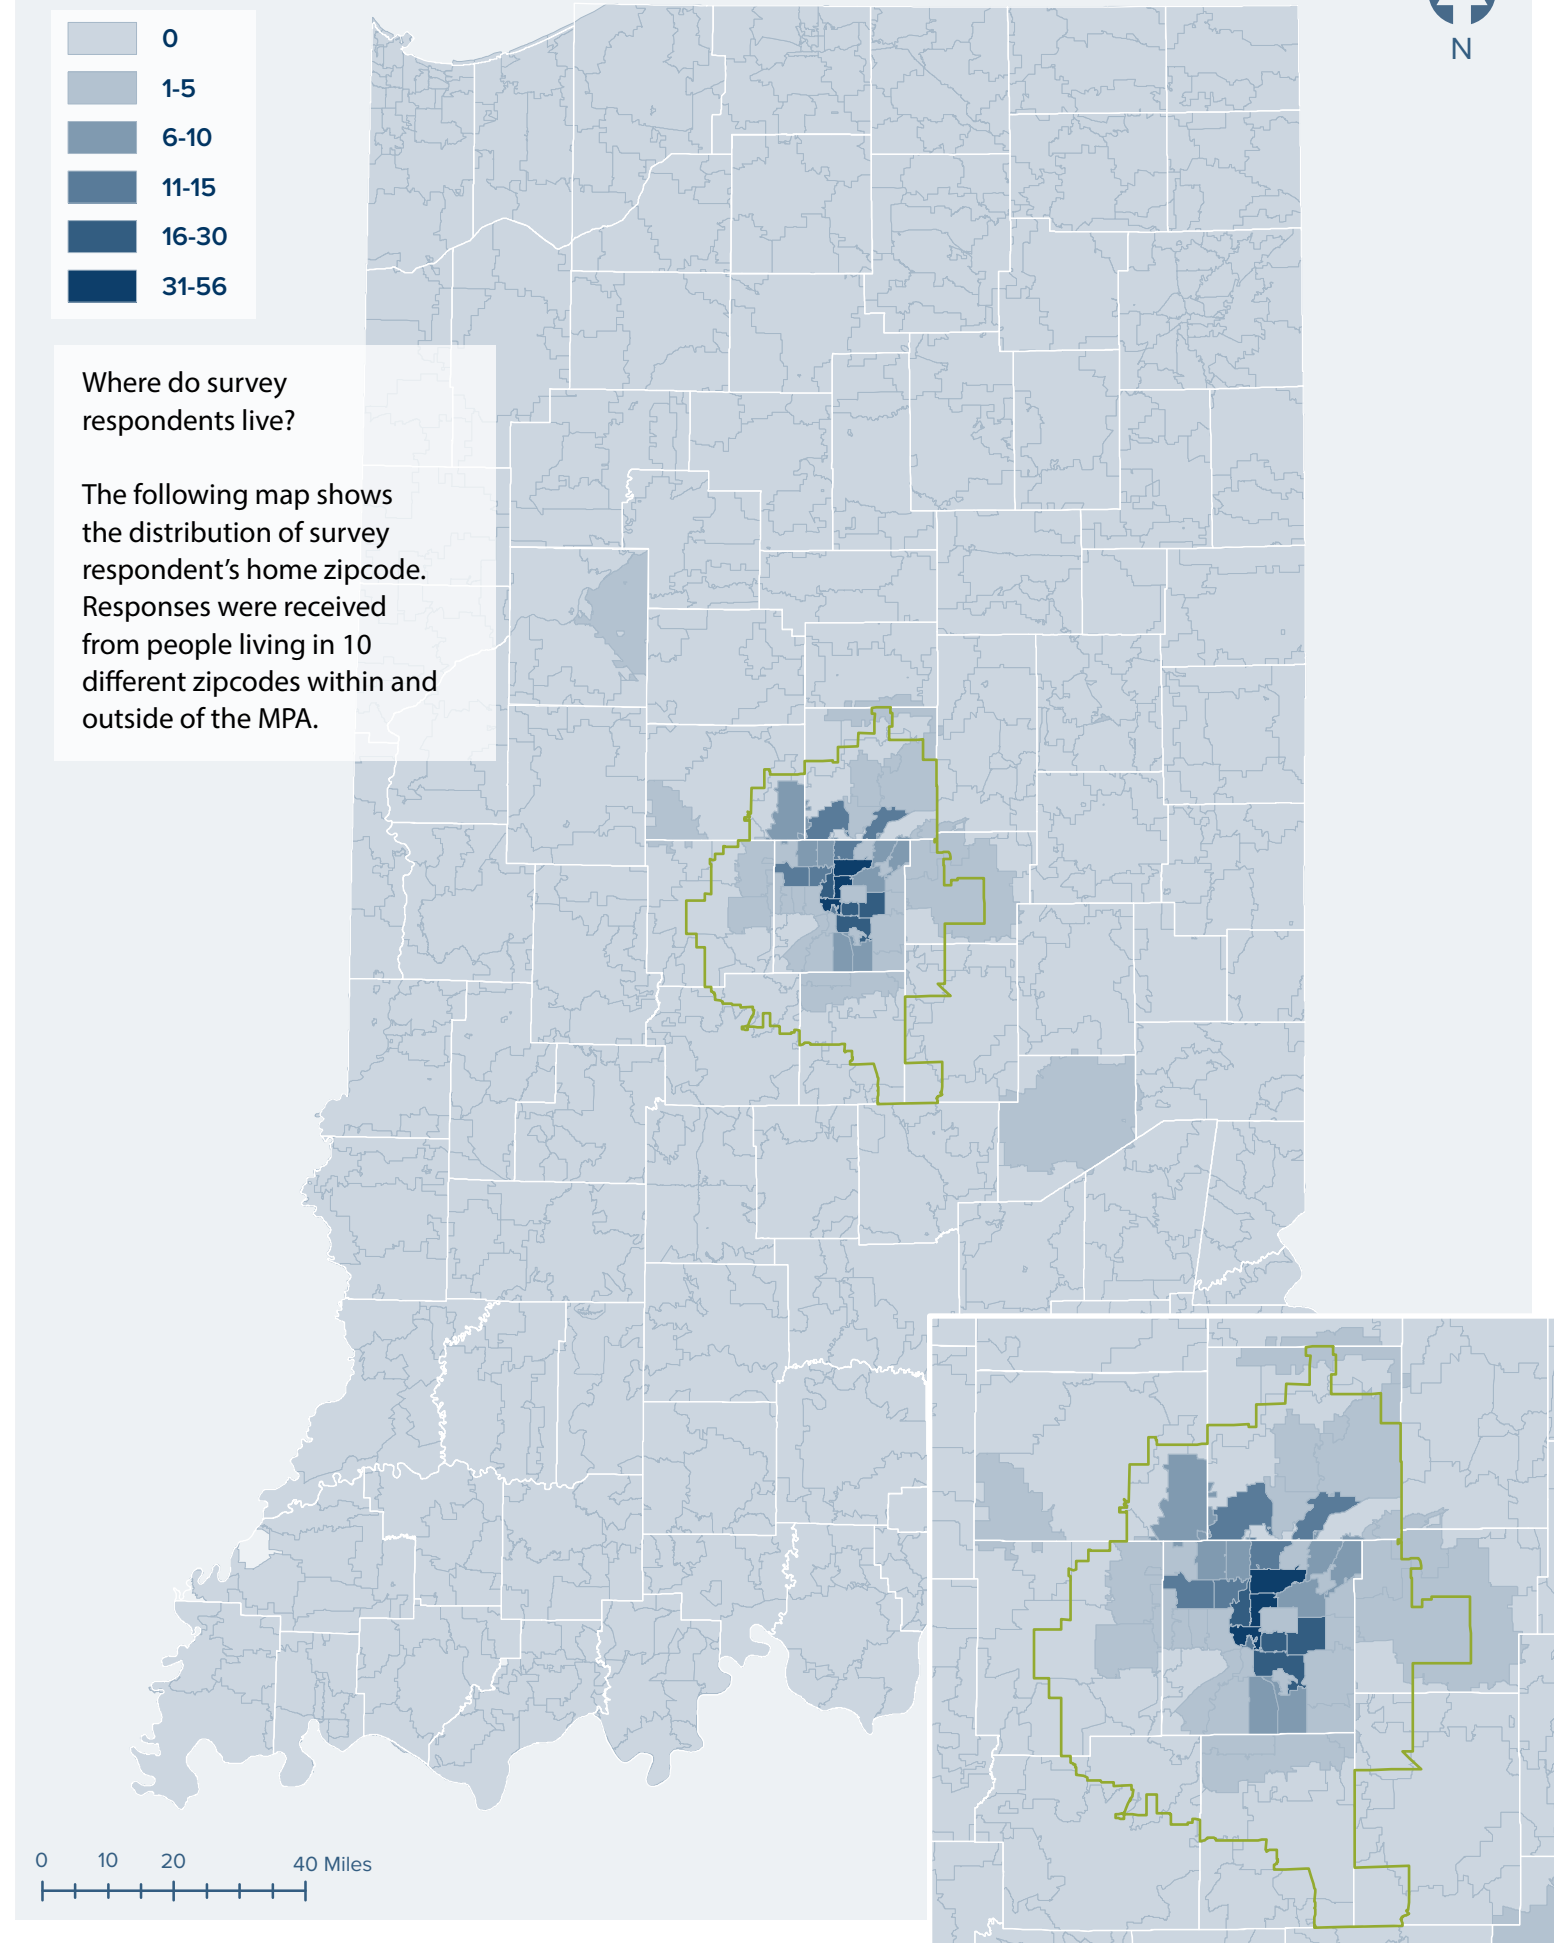 0
1-5
6-10
11-15
16-30
31-56
N
Where do survey
respondents live?
The following map shows
the distribution of survey
respondent’s home zipcode.
Responses were received
from people living in 10
different zipcodes within and
outside of the MPA.
0 10 20 40 Miles